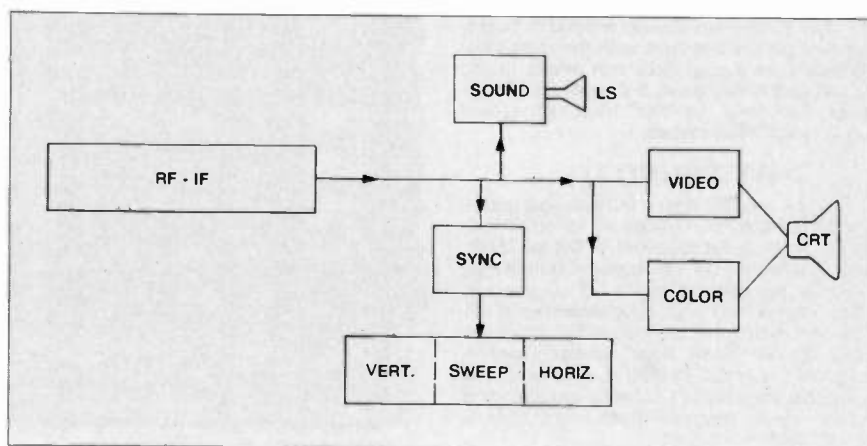 SOUND
LS
RF - IF
VIDEO
CRT
SYNC
COLOR
VERT. SWEEP HORIZ.